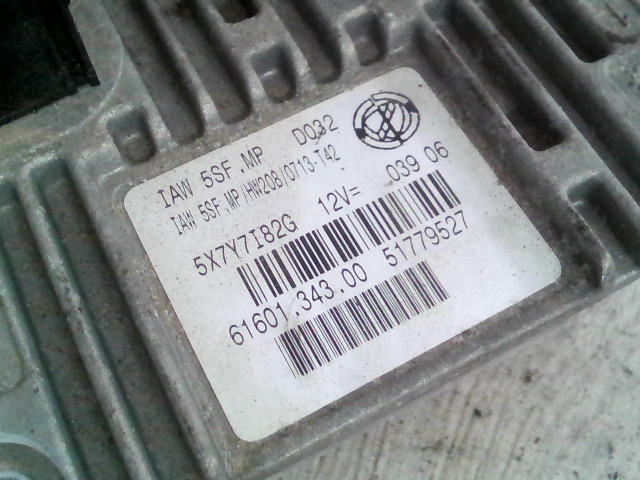 IAW 5SF .MP D032
IAW 5SF .MP/HW208/0713-T42
5X7Y7I82G 12V= 039 06
61601.343.00 51779527